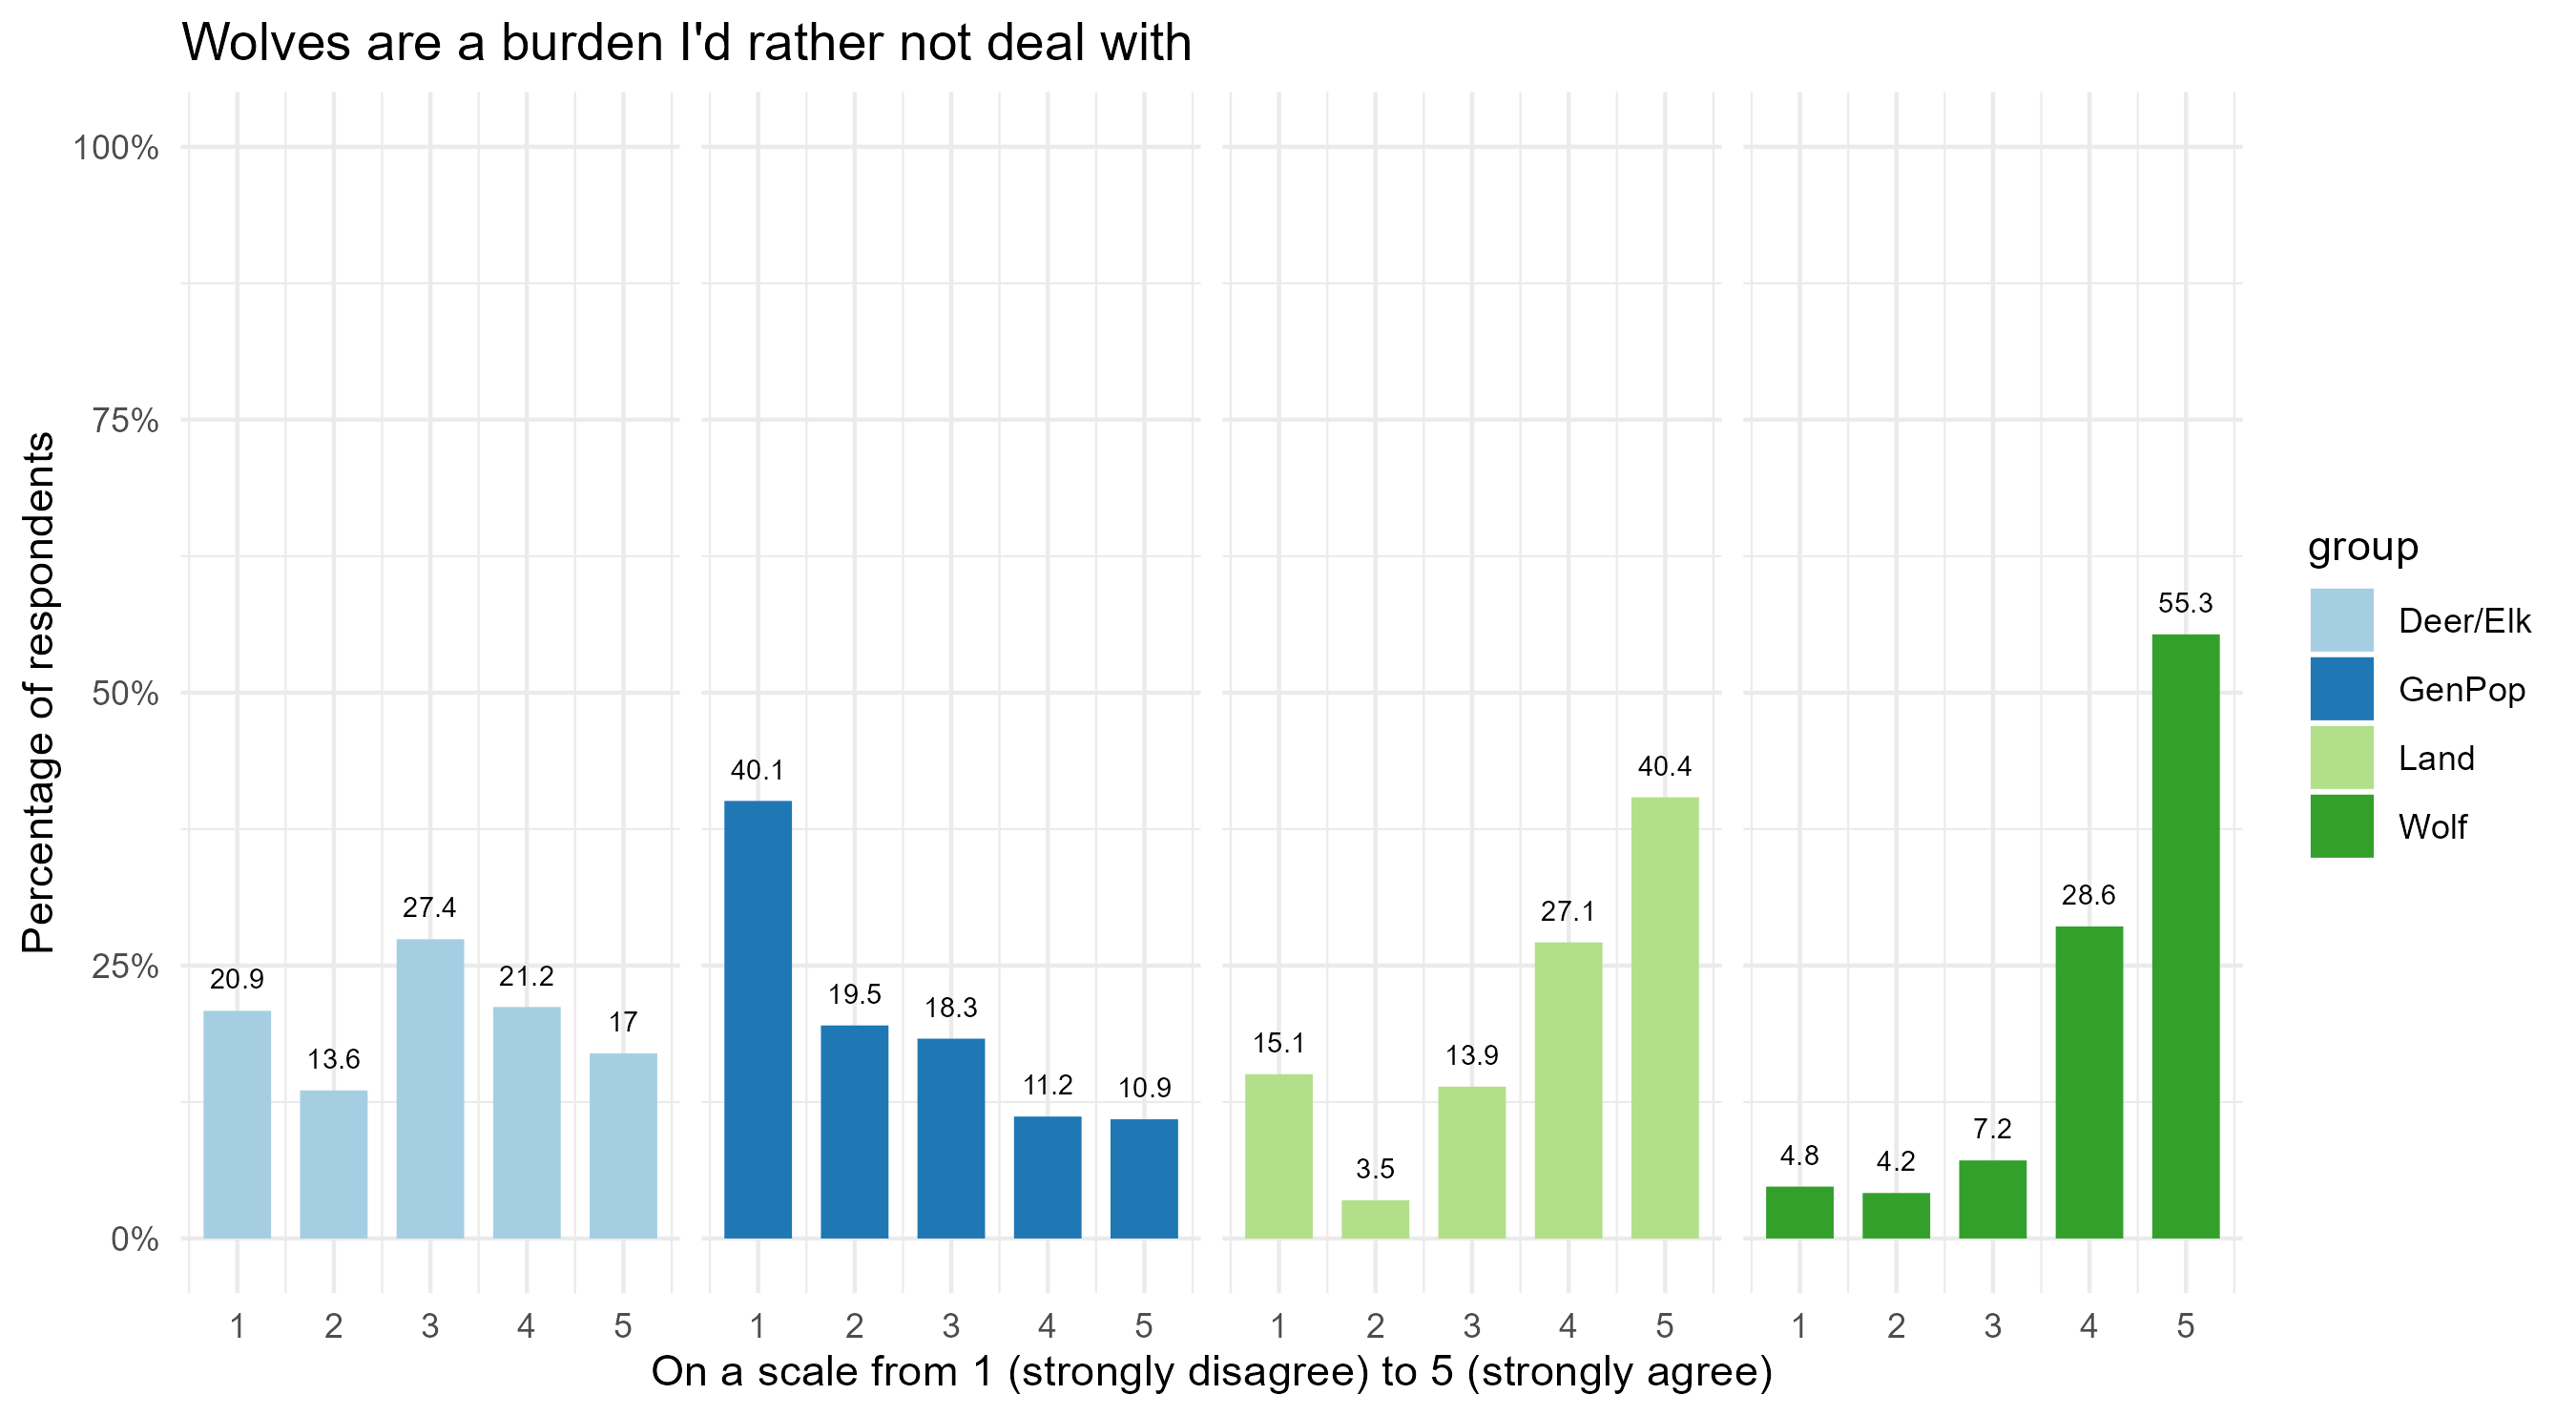 Wolves are a burden I'd rather not deal with
Percentage of respondents
100%
75%
50%
25%
0%
20.9
13.6
27.4
21.2
17
40.1
19.5
18.3
11.2
10.9
15.1
3.5
13.9
27.1
40.4
4.8
4.2
7.2
28.6
55.3
1 2 3 4 5 1 2 3 4 5 1 2 3 4 5 1 2 3 4 5
On a scale from 1 (strongly disagree) to 5 (strongly agree)
group
Deer/Elk
GenPop
Land
Wolf